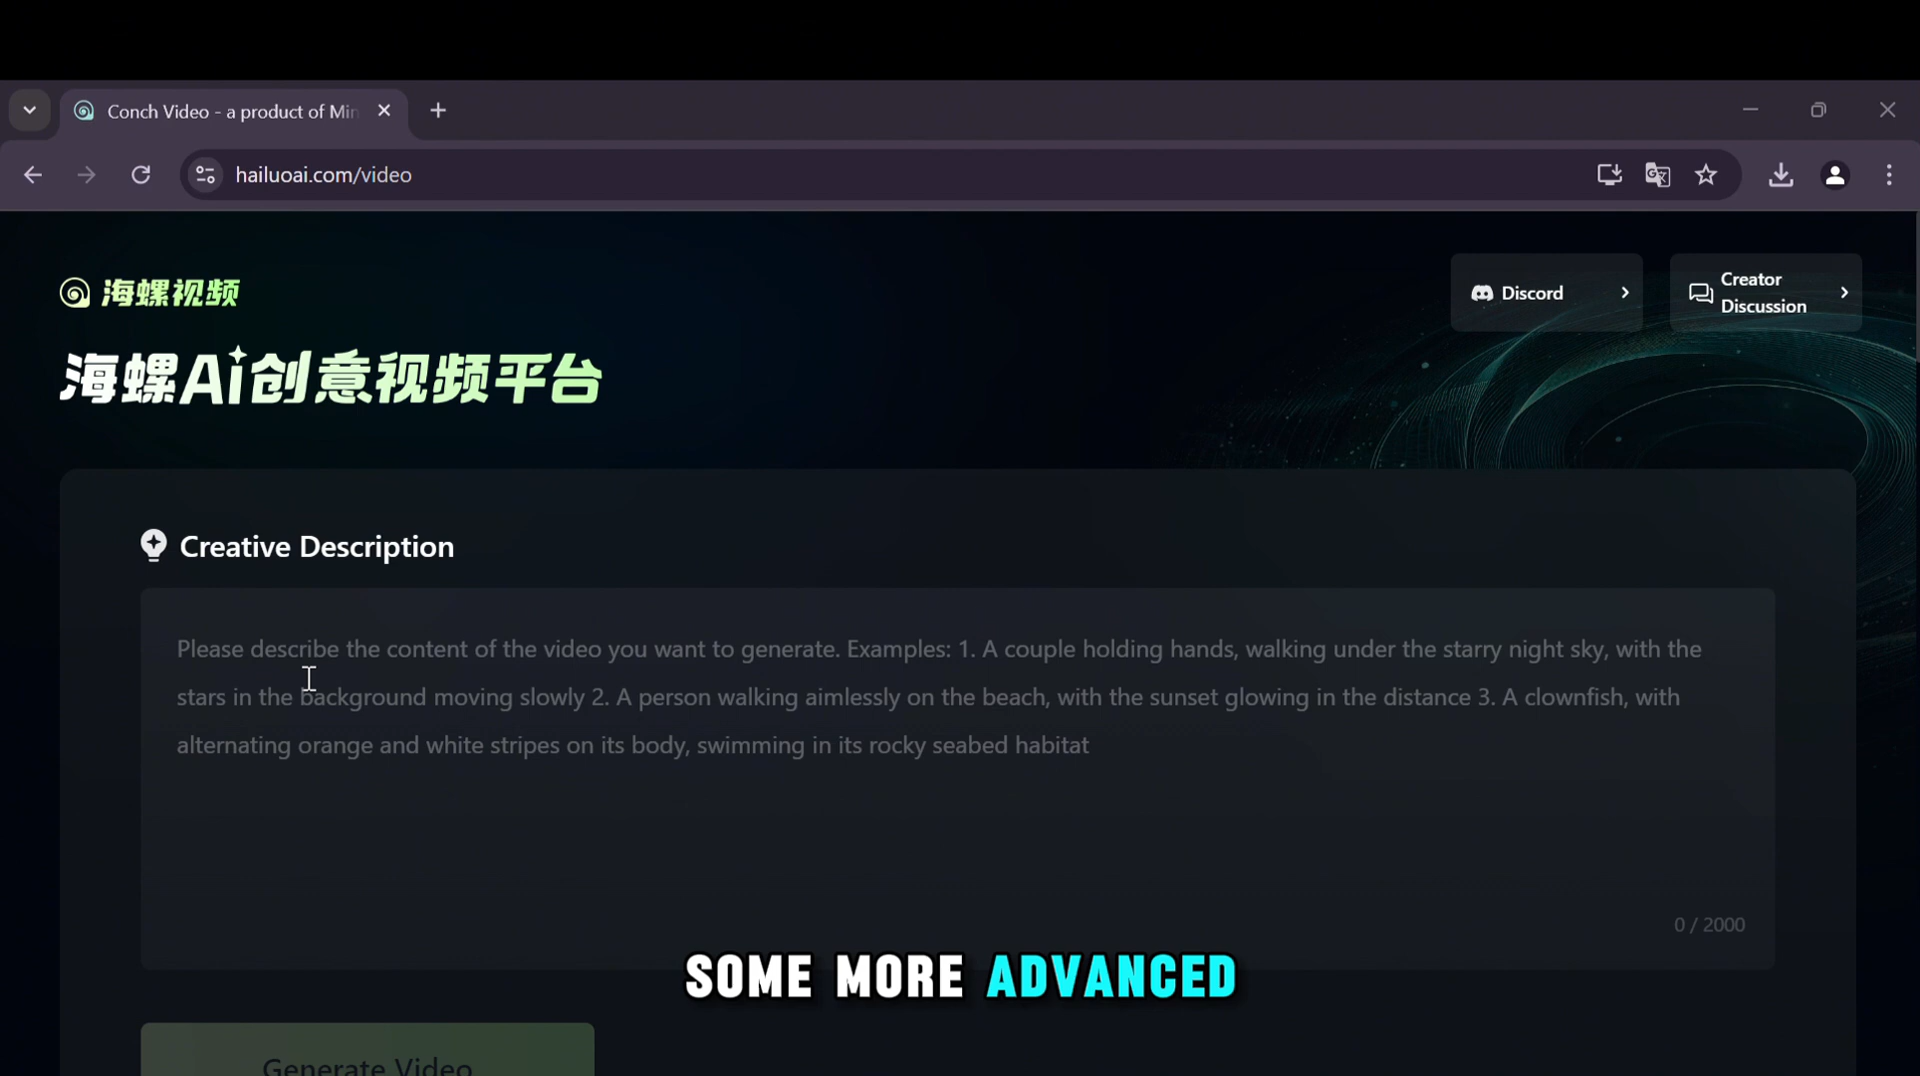 Conch Video - a product of Min
hailuoai.com/video
海螺视频
Discord
Creator
Discussion
海螺Ai创意视频平台
Creative Description
Please describe the content of the video you want to generate. Examples: 1. A couple holding hands, walking under the starry night sky, with the
stars in the background moving slowly 2. A person walking aimlessly on the beach, with the sunset glowing in the distance 3. A clownfish, with
alternating orange and white stripes on its body, swimming in its rocky seabed habitat
0 / 2000
SOME MORE ADVANCED
Generate Video